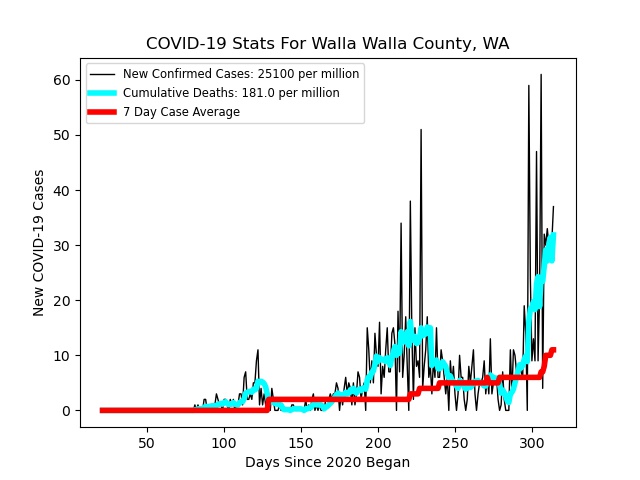 COVID-19 Stats For Walla Walla County, WA
New Confirmed Cases: 25100 per million
Cumulative Deaths: 181.0 per million
7 Day Case Average
New COVID-19 Cases
60
50
40
30
20
10
0
50 100 150 200 250 300
Days Since 2020 Began